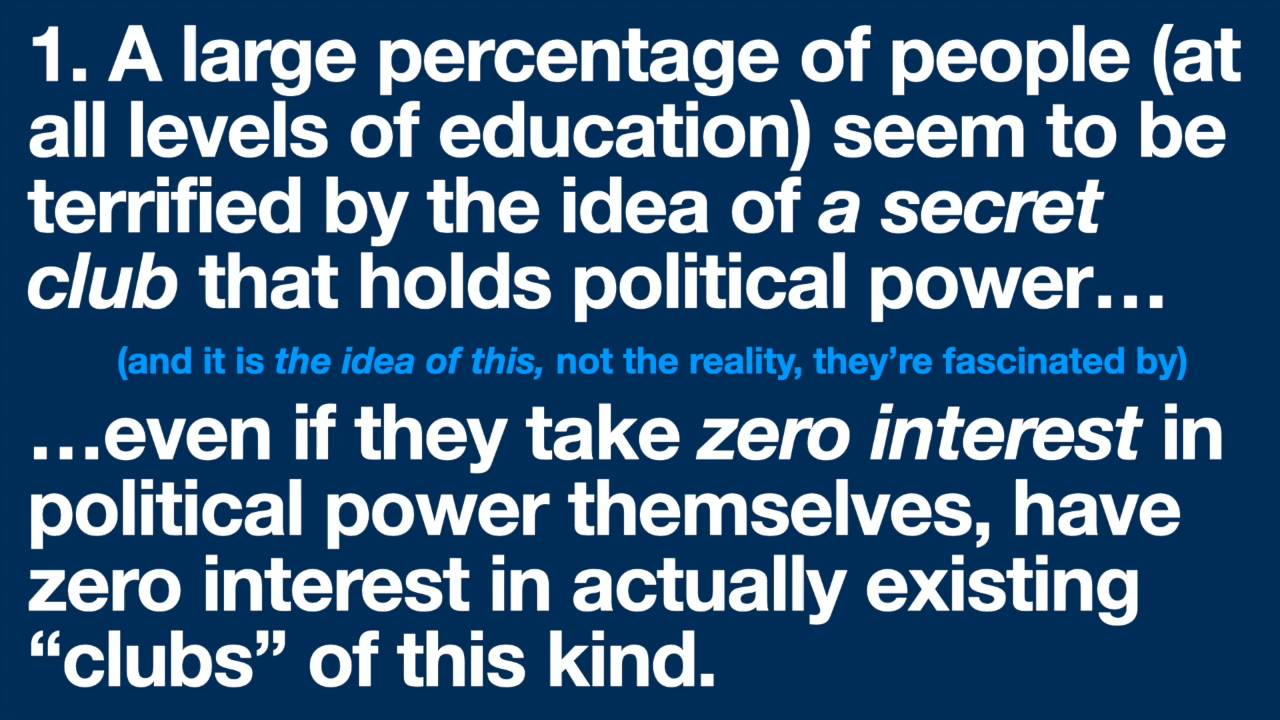 1. A large percentage of people (at
all levels of education) seem to be
terrified by the idea of a secret
club that holds political power…
(and it is the idea of this, not the reality, they’re fascinated by)
…even if they take zero interest in
political power themselves, have
zero interest in actually existing
“clubs” of this kind.